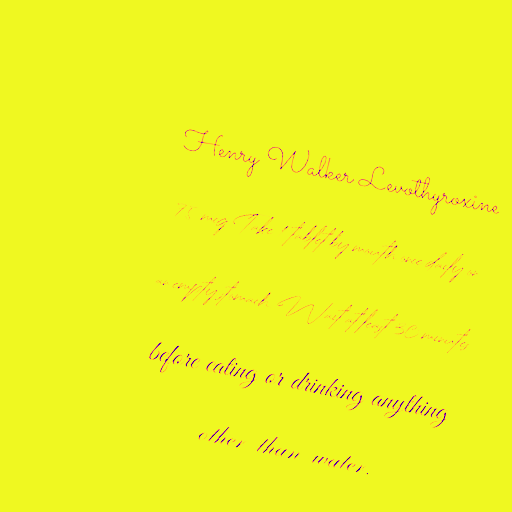 Henry Walker Levothyroxine
mcg. Take 1 tablet by mouth once daily on
an empty stomach. Wait at least 30 minutes
before eating or drinking anything
other than water.